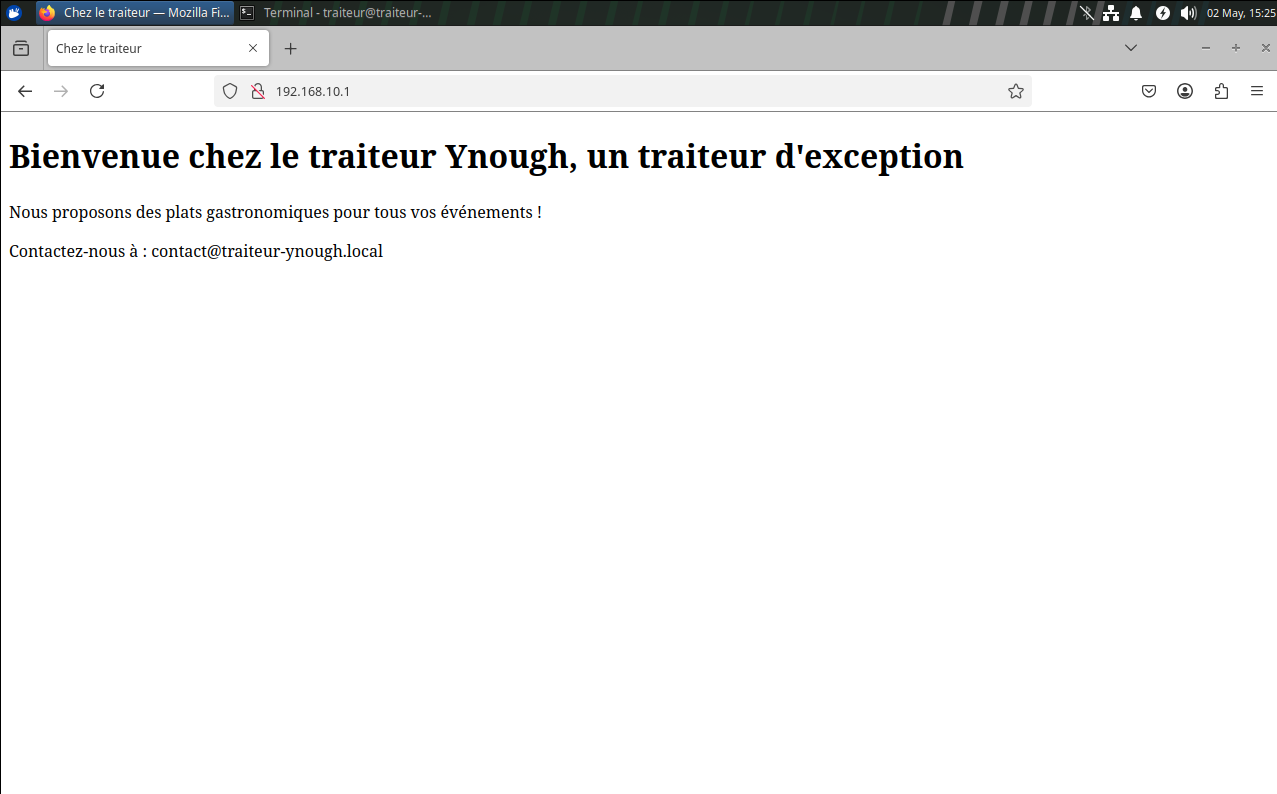 Chez le traiteur — Mozilla Fi...
Terminal - traiteur@traiteur-...
02 May, 15:25
Chez le traiteur
192.168.10.1
Bienvenue chez le traiteur Ynough, un traiteur d'exception
Nous proposons des plats gastronomiques pour tous vos événements !
Contactez-nous à : contact@traiteur-ynough.local